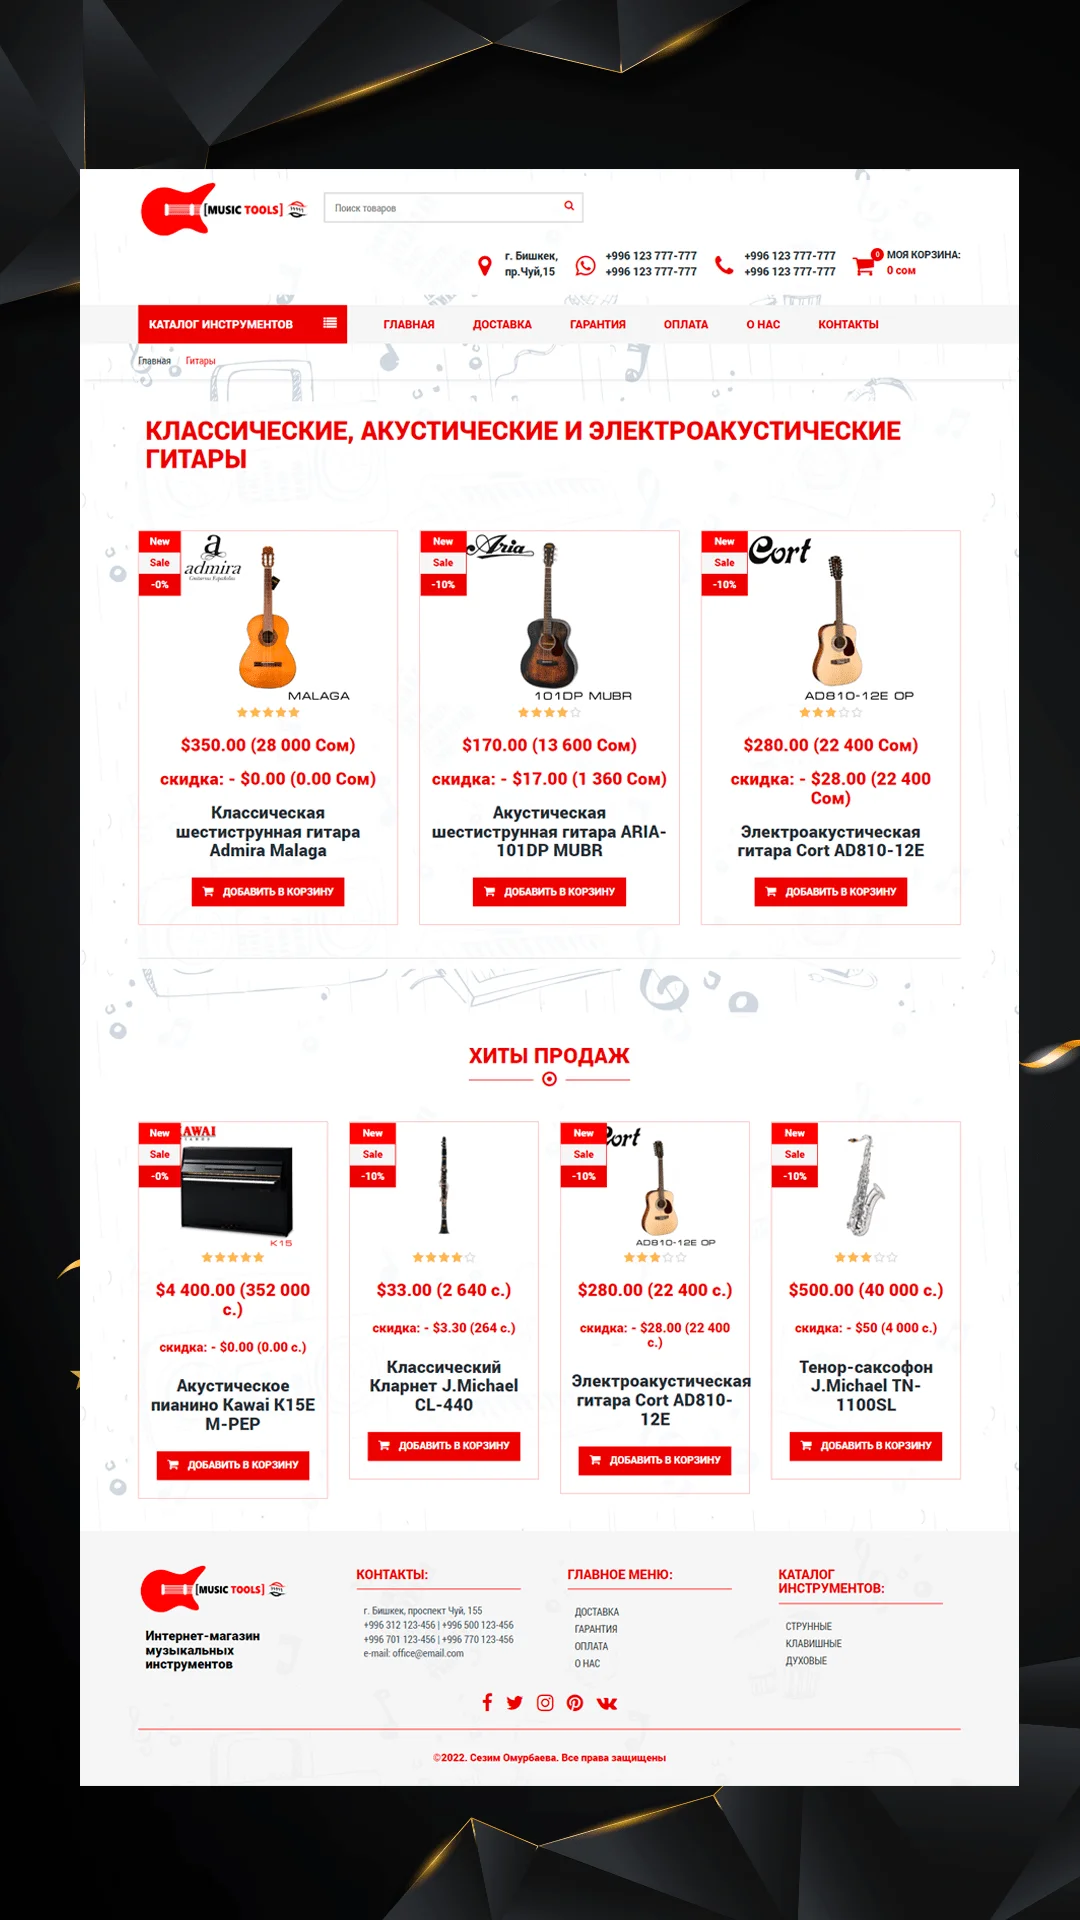 [MUSIC TOOLS]
Поиск товаров
г. Бишкек,
пр.Чуй,15
+996 123 777-777
+996 123 777-777
+996 123 777-777
+996 123 777-777
0
МОЯ КОРЗИНА:
0 сом
КАТАЛОГ ИНСТРУМЕНТОВ
ГЛАВНАЯ
ДОСТАВКА
ГАРАНТИЯ
ОПЛАТА
О НАС
КОНТАКТЫ
Главная
Гитары
КЛАССИЧЕСКИЕ, АКУСТИЧЕСКИЕ И ЭЛЕКТРОАКУСТИЧЕСКИЕ
ГИТАРЫ
New
Sale
-0%
a
admira
Guitarras Españolas
MALAGA
$350.00 (28 000 Сом)
скидка: - $0.00 (0.00 Сом)
Классическая
шестиструнная гитара
Admira Malaga
ДОБАВИТЬ В КОРЗИНУ
New
Sale
-10%
Aria
101DP MUBR
$170.00 (13 600 Сом)
скидка: - $17.00 (1 360 Сом)
Акустическая
шестиструнная гитара ARIA-
101DP MUBR
ДОБАВИТЬ В КОРЗИНУ
New
Sale
-10%
Cort
AD810-12E OP
$280.00 (22 400 Сом)
скидка: - $28.00 (22 400
Сом)
Электроакустическая
гитара Cort AD810-12E
ДОБАВИТЬ В КОРЗИНУ
ХИТЫ ПРОДАЖ
New
Sale
-0%
AWAI
K15
$4 400.00 (352 000
с.)
скидка: - $0.00 (0.00 с.)
Акустическое
пианино Kawai K15E
M-PEP
ДОБАВИТЬ В КОРЗИНУ
New
Sale
-10%
$33.00 (2 640 с.)
скидка: - $3.30 (264 с.)
Классический
Кларнет J.Michael
CL-440
ДОБАВИТЬ В КОРЗИНУ
New
Sale
-10%
ort
AD810-12E OP
$280.00 (22 400 с.)
скидка: - $28.00 (22 400
с.)
Электроакустическая
гитара Cort AD810-
12E
ДОБАВИТЬ В КОРЗИНУ
New
Sale
-10%
$500.00 (40 000 с.)
скидка: - $50 (4 000 с.)
Тенор-саксофон
J.Michael TN-
1100SL
ДОБАВИТЬ В КОРЗИНУ
[MUSIC TOOLS]
Интернет-магазин
музыкальных
инструментов
КОНТАКТЫ:
г. Бишкек, проспект Чуй, 155
+996 312 123-456 | +996 500 123-456
+996 701 123-456 | +996 770 123-456
e-mail: office@email.com
ГЛАВНОЕ МЕНЮ:
ДОСТАВКА
ГАРАНТИЯ
ОПЛАТА
О НАС
КАТАЛОГ
ИНСТРУМЕНТОВ:
СТРУННЫЕ
КЛАВИШНЫЕ
ДУХОВЫЕ
©2022. Сезим Омурбаева. Все права защищены